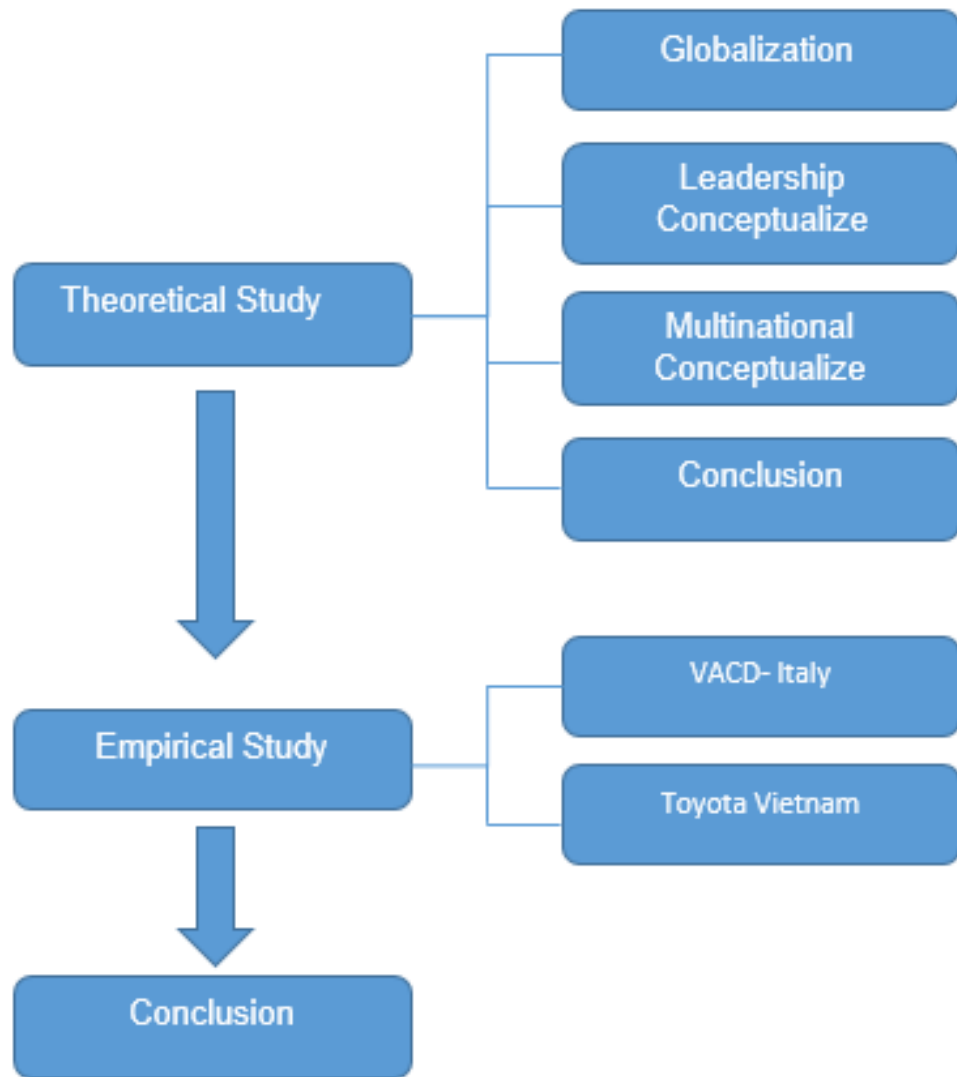 Globalization
Leadership
Conceptualize
Theoretical Study
Multinational
Conceptualize
Conclusion
VACD- Italy
Empirical Study
Toyota Vietnam
Conclusion